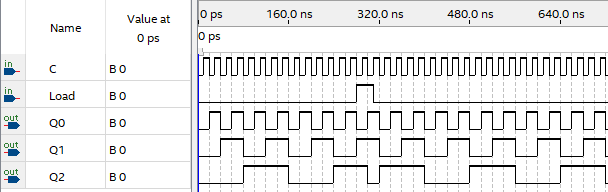 Name Value at 0 ps
0 ps 160.0 ns 320.0 ns 480.0 ns 640.0 ns
0 ps
in C B 0
in Load B 0
out Q0 B 0
out Q1 B 0
out Q2 B 0